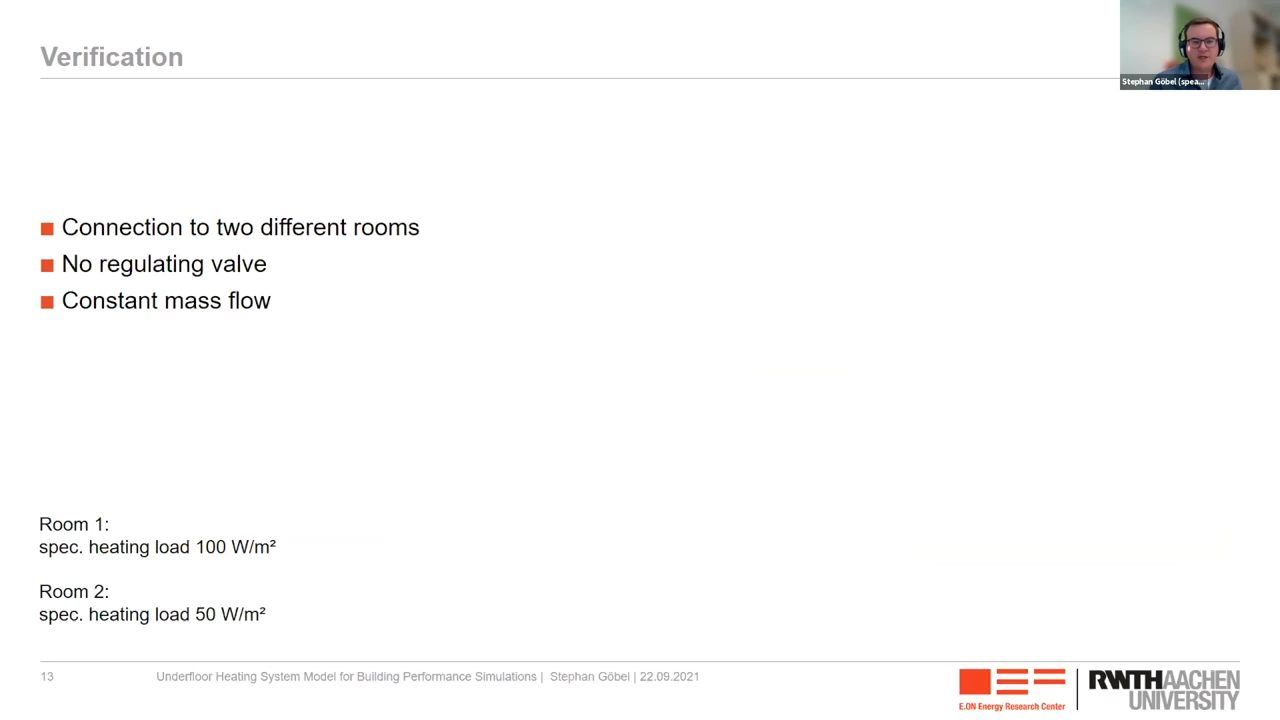 Verification
Stephan Göbel (spea...
Connection to two different rooms
No regulating valve
Constant mass flow
Room 1:
spec. heating load 100 W/m²
Room 2:
spec. heating load 50 W/m²
13
Underfloor Heating System Model for Building Performance Simulations | Stephan Göbel | 22.09.2021
E.ON Energy Research Center
RWTHAACHEN
UNIVERSITY